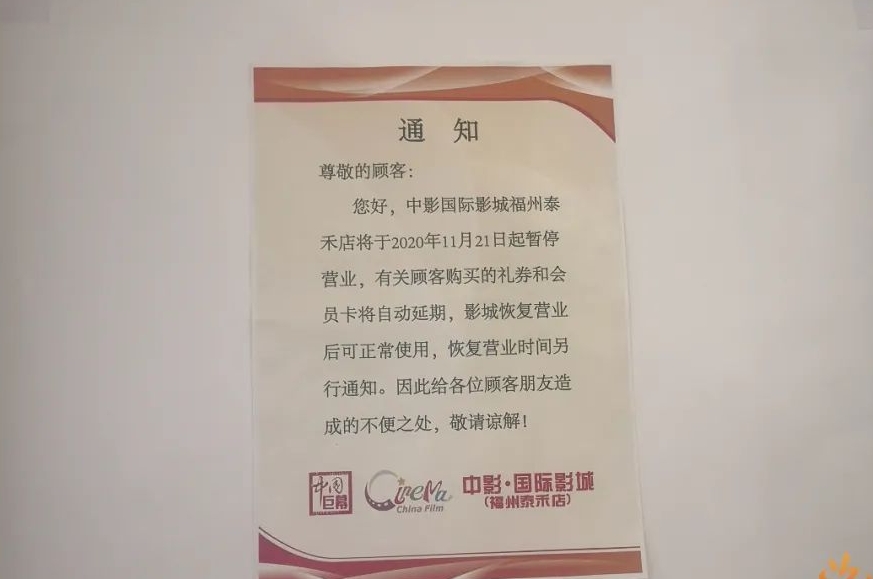 通 知
尊敬的顾客：
您好，中影国际影城福州泰
禾店将于2020年11月21日起暂停
营业，有关顾客购买的礼券和会
员卡将自动延期，影城恢复营业
后可正常使用，恢复营业时间另
行通知。因此给各位顾客朋友造
成的不便之处，敬请谅解！
中国
巨幕
CineMa
China Film
中影·国际影城
（福州泰禾店）